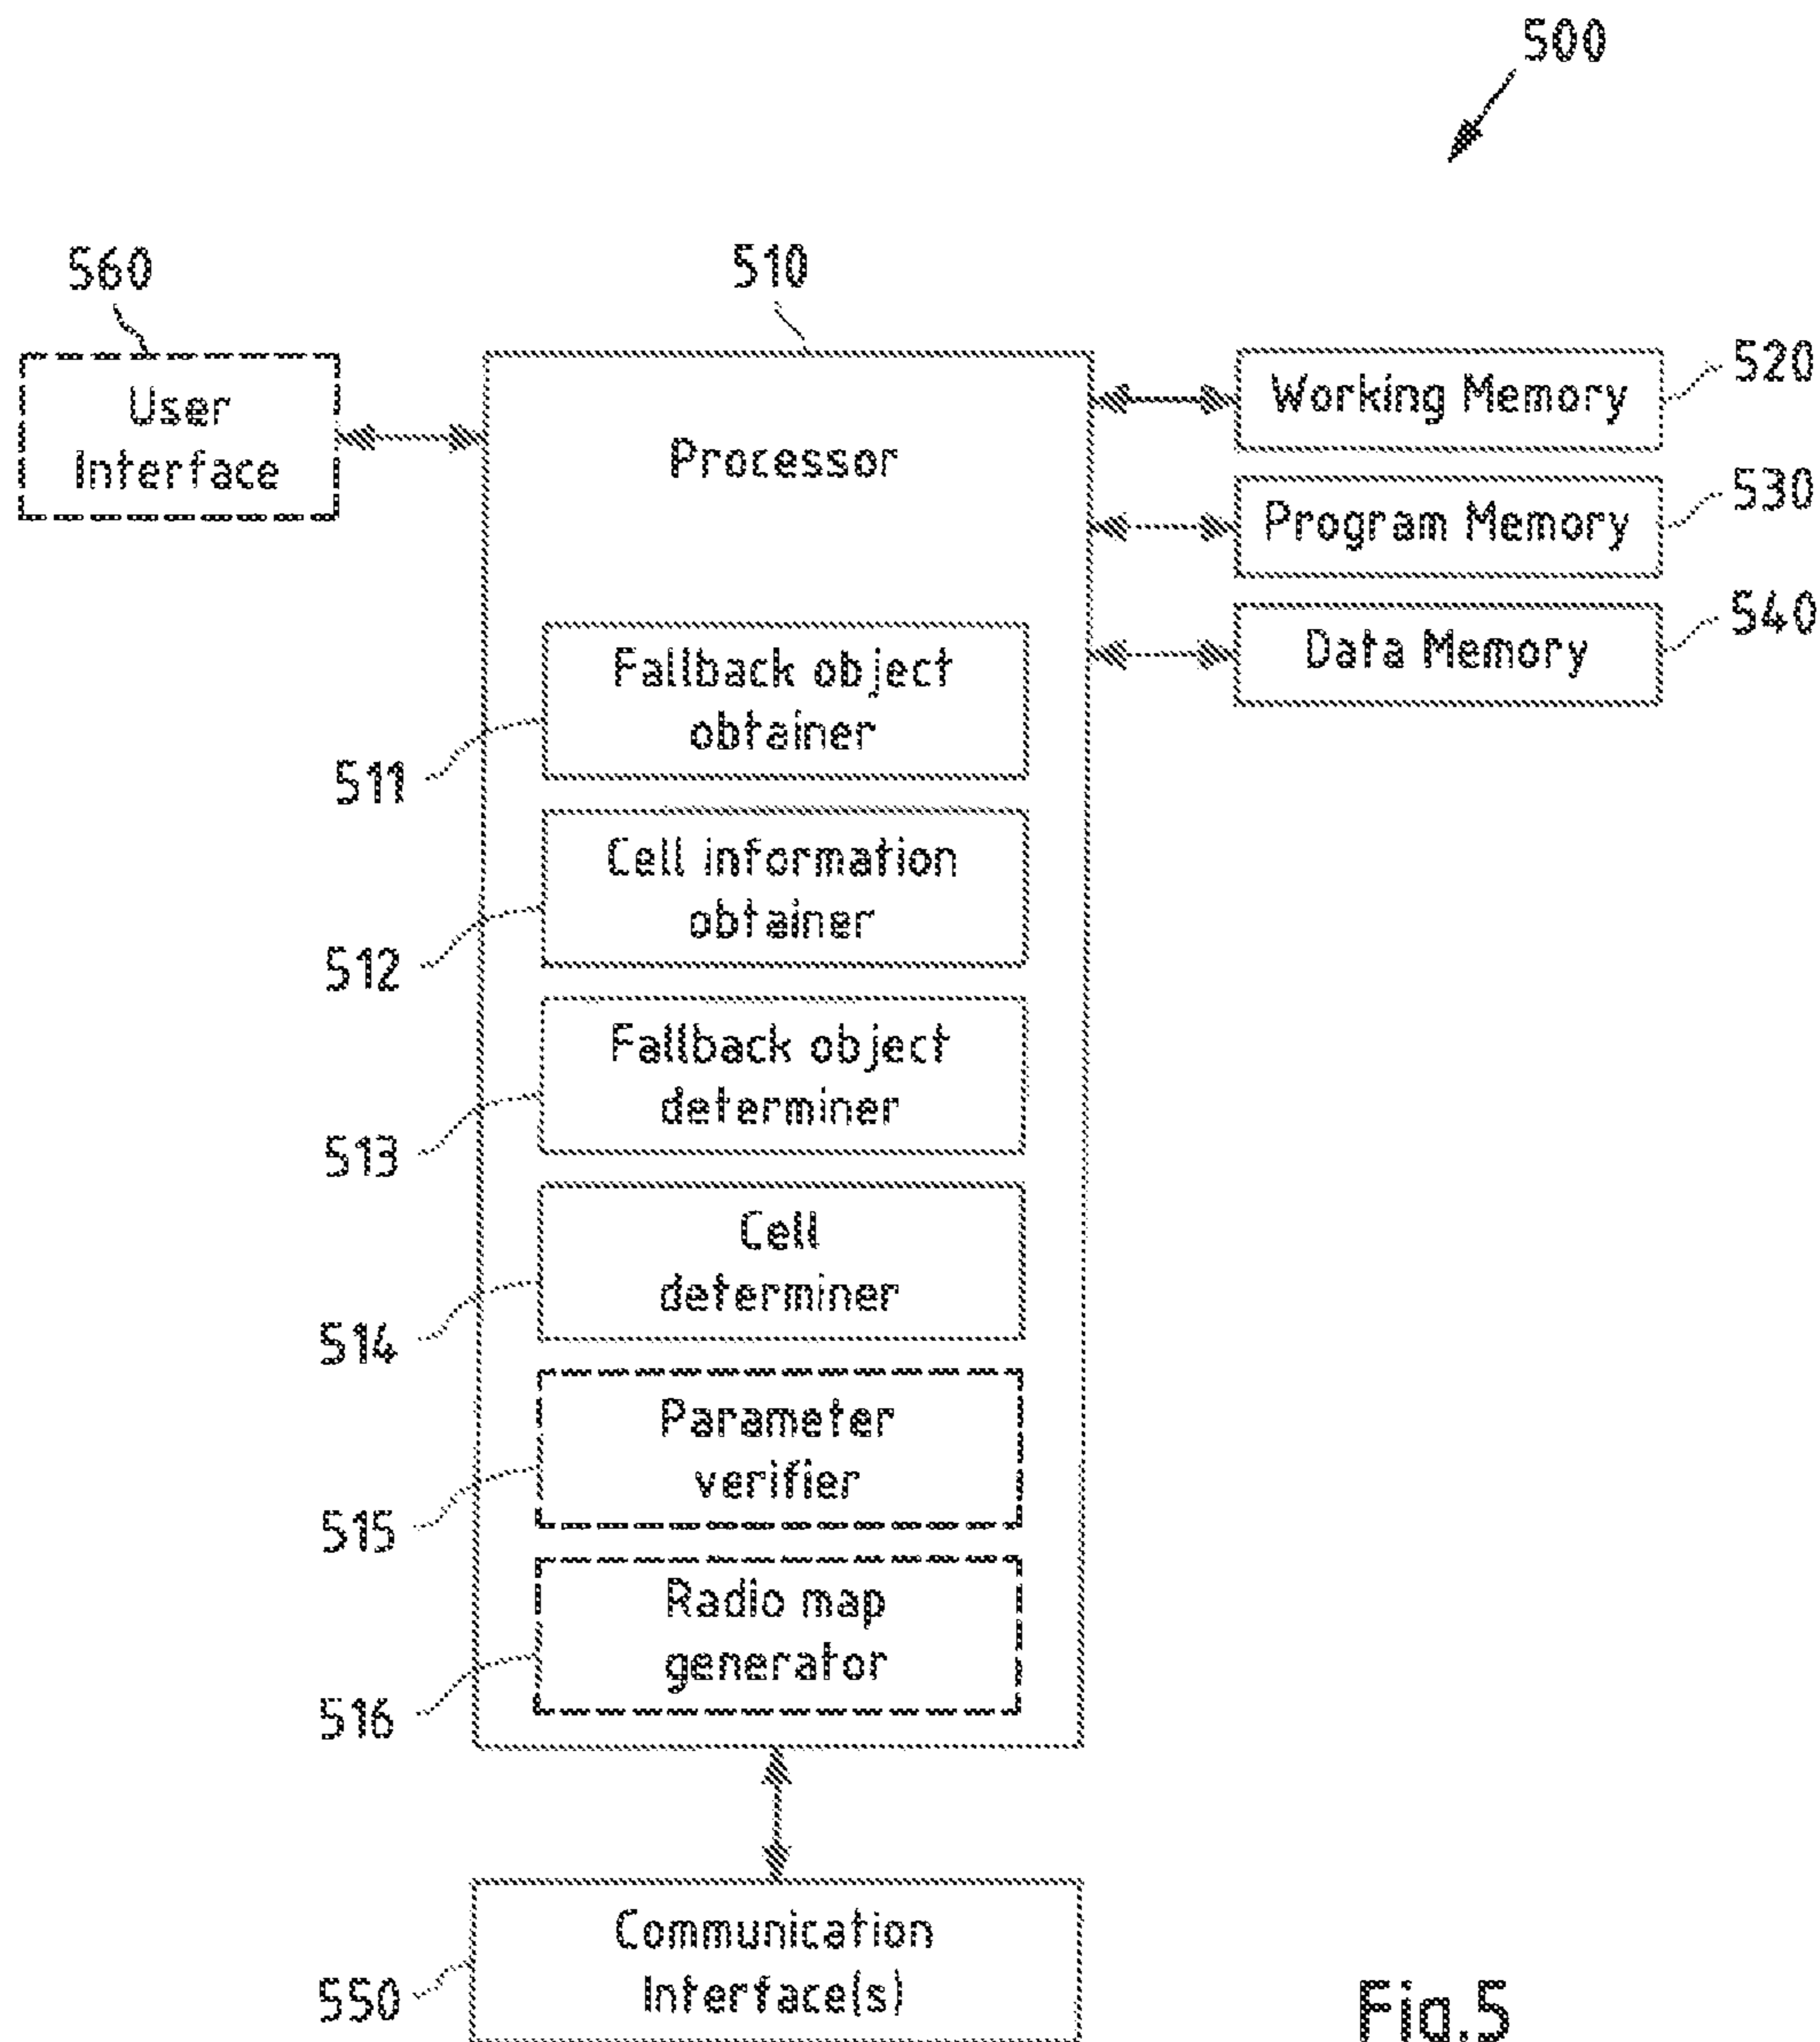 500
560
510
User
Interface
Processor
Working Memory
520
Program Memory
530
Data Memory
540
Fallback object
obtainer
511
Cell information
obtainer
512
Fallback object
determiner
513
Cell
determiner
514
Parameter
verifier
515
Radio map
generator
516
Communication
Interface(s)
550
Fig.5